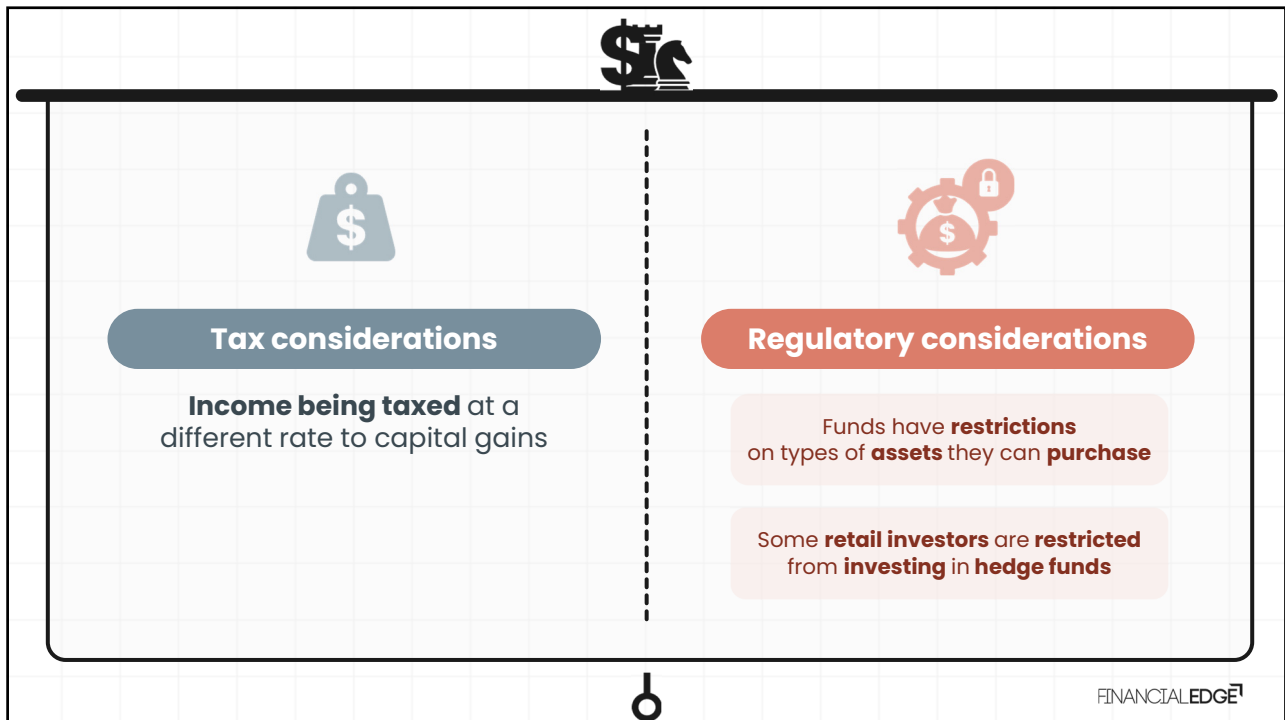 $
$
Tax considerations
Income being taxed at a
different rate to capital gains
$
Regulatory considerations
Funds have restrictions
on types of assets they can purchase
Some retail investors are restricted
from investing in hedge funds
FINANCIALEDGE